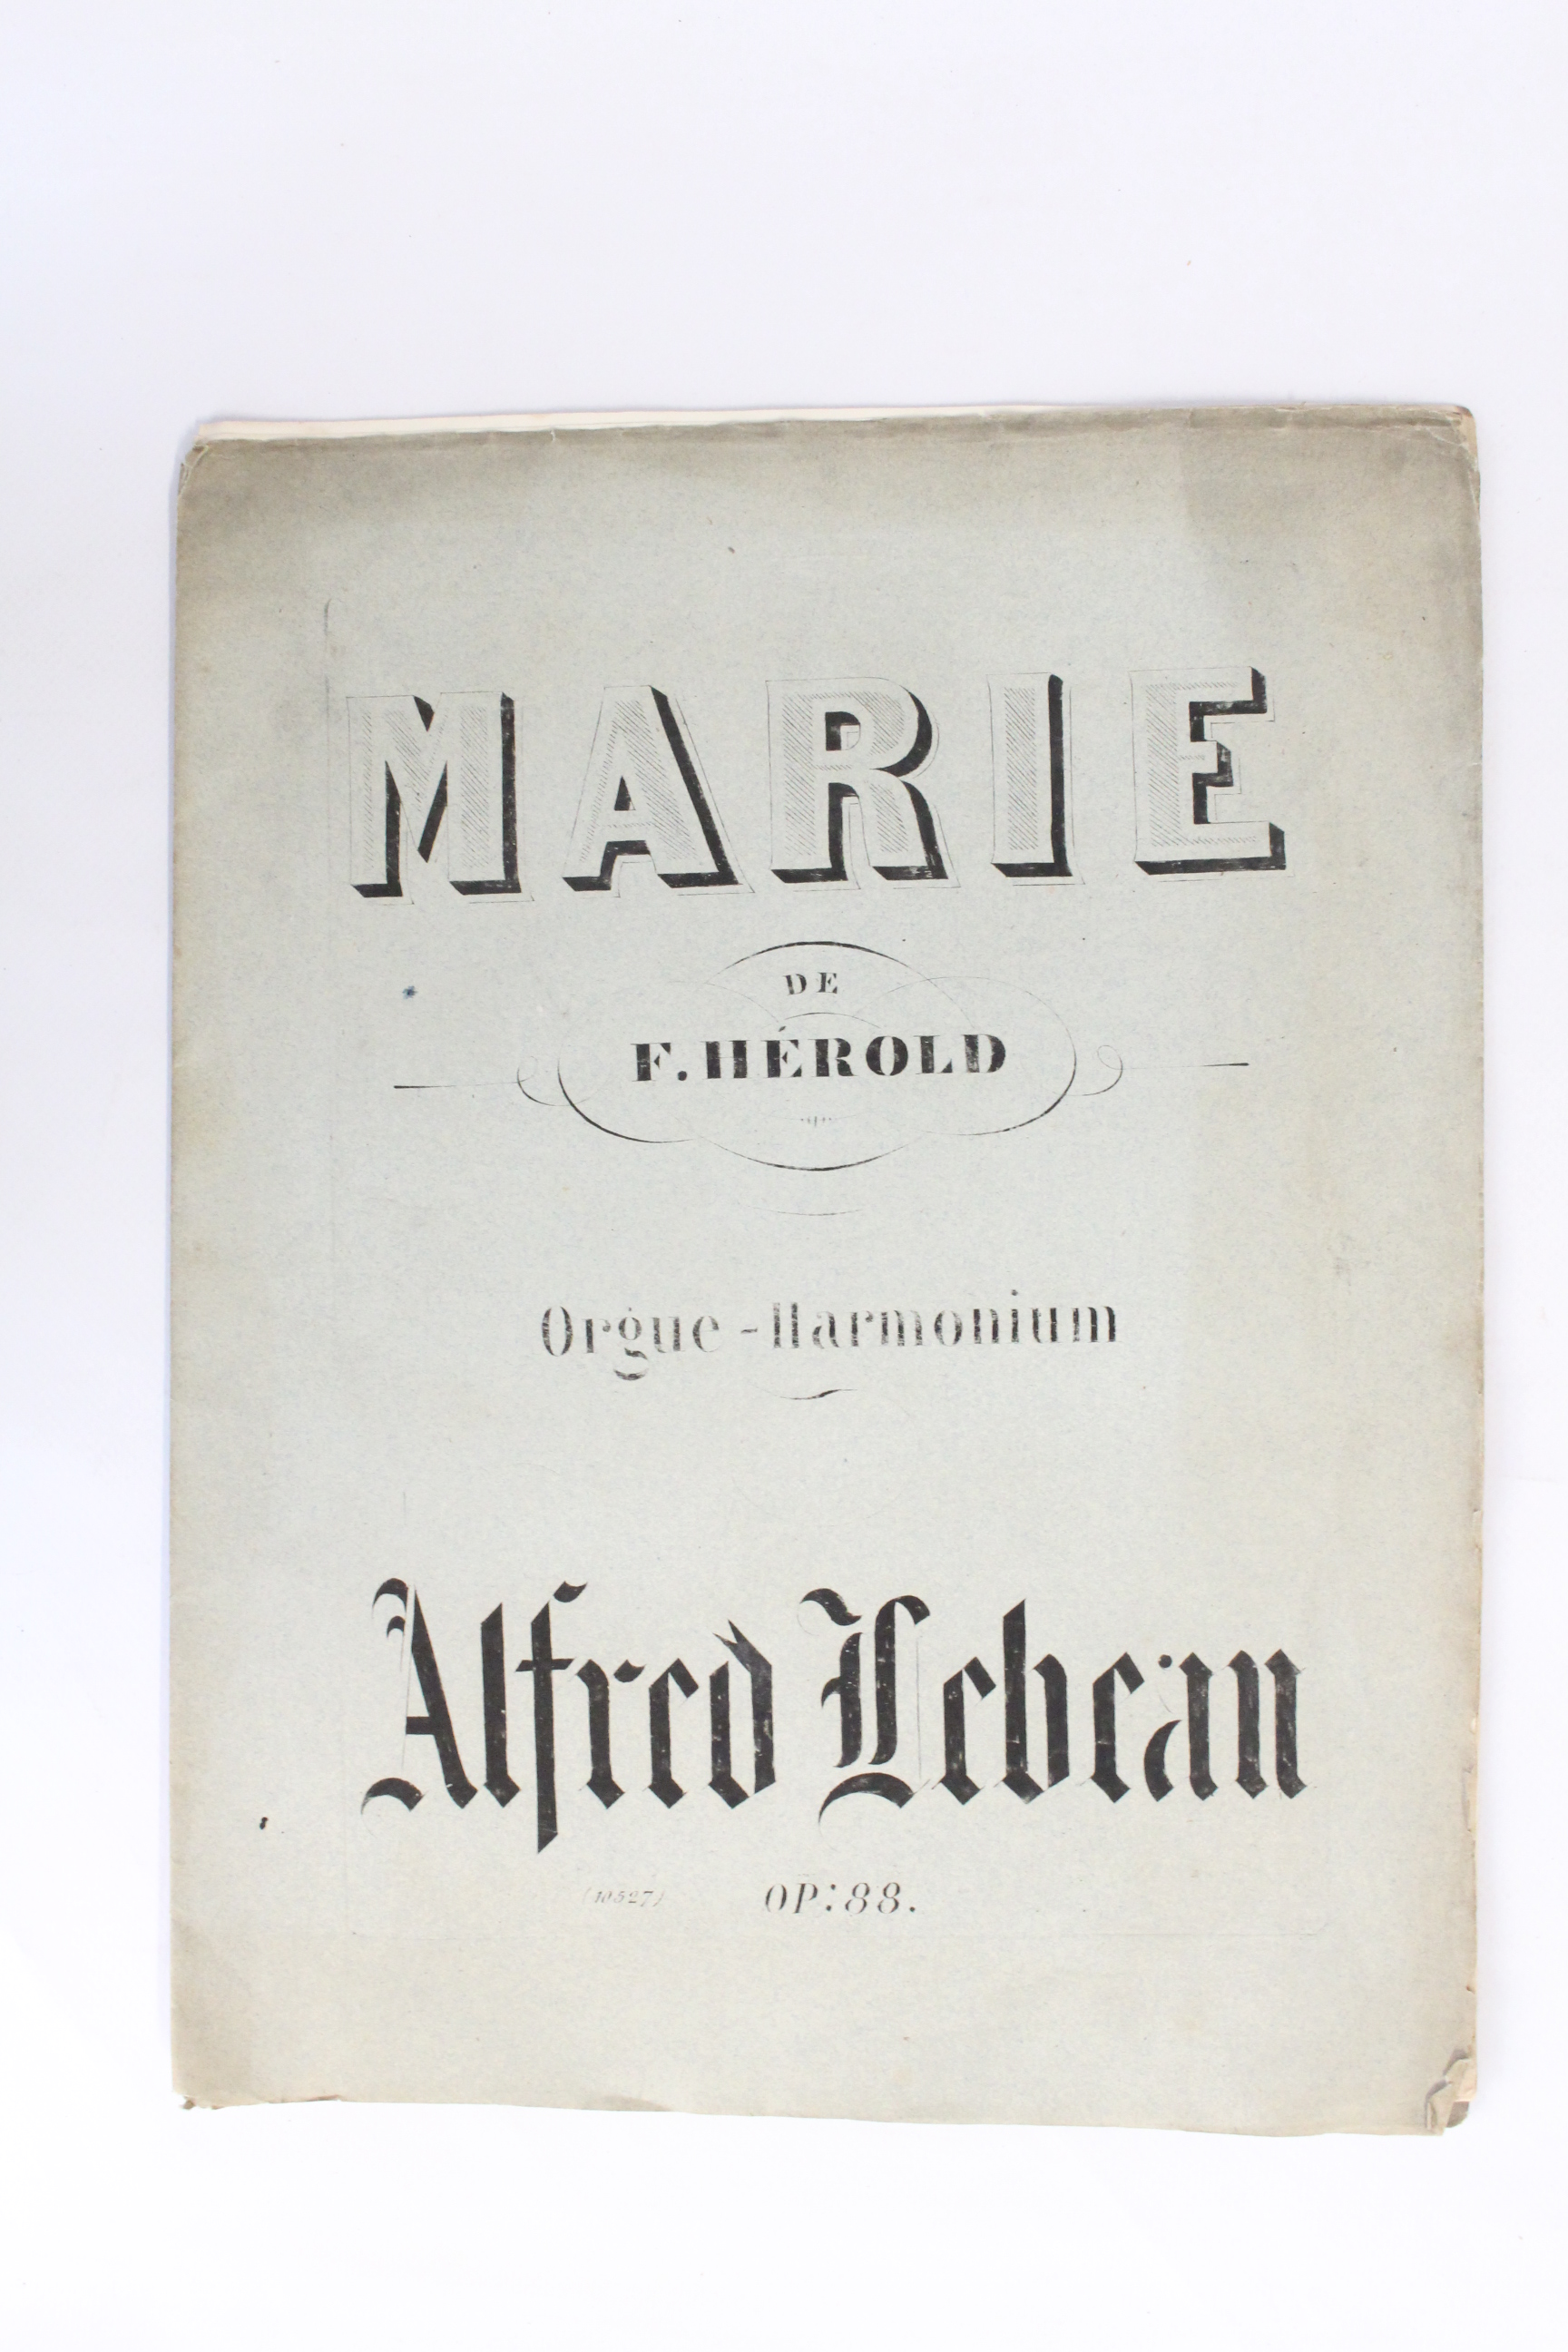 MARIE
DE
F. HÉROLD
Orgue-Harmonium
Alfred Lebeau
(10527) OP: 88.